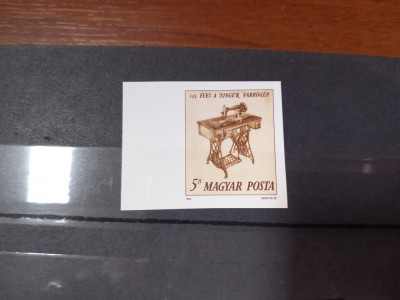 125 ÉVES A 'SINGER' VARRÓGÉP
5Ft MAGYAR POSTA